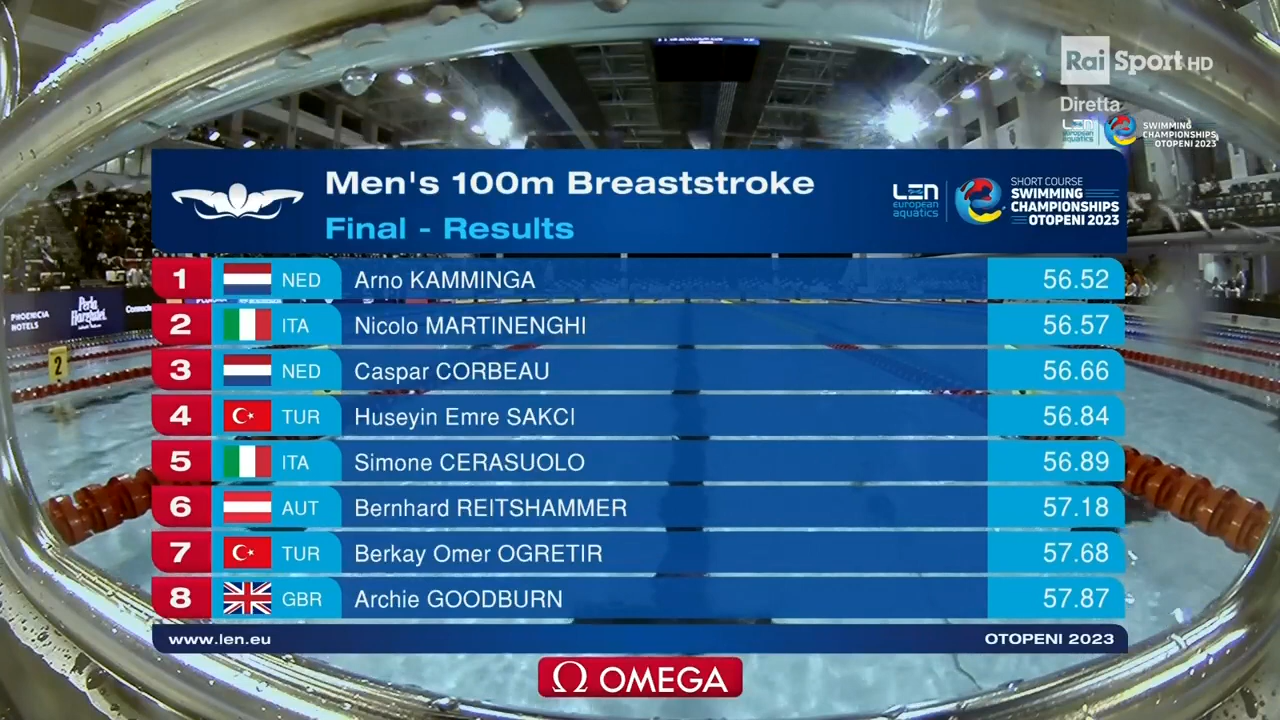 Rai Sport HD
Diretta
LEN
european
aquatics
SWIMMING
CHAMPIONSHIPS
OTOPENI 2023
Men's 100m Breaststroke
Final - Results
LEN
european
aquatics
SHORT COURSE
SWIMMING
CHAMPIONSHIPS
OTOPENI 2023
1 NED Arno KAMMINGA 56.52
2 ITA Nicolo MARTINENGHI 56.57
3 NED Caspar CORBEAU 56.66
4 TUR Huseyin Emre SAKCI 56.84
5 ITA Simone CERASUOLO 56.89
6 AUT Bernhard REITSHAMMER 57.18
7 TUR Berkay Omer OGRETIR 57.68
8 GBR Archie GOODBURN 57.87
PHOENICIA
HOTELS
Perla
Harghitei
2
www.len.eu OTOPENI 2023
Ω OMEGA